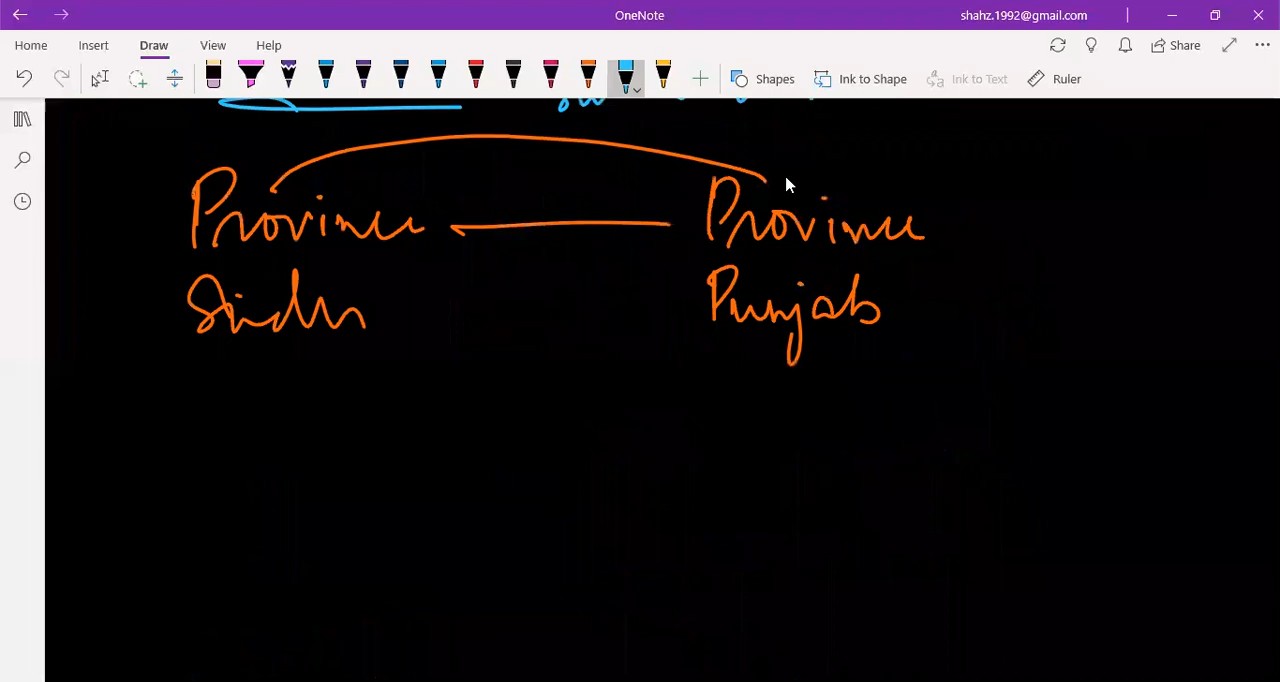 OneNote
shahz.1992@gmail.com
Home Insert Draw View Help
Share
Shapes Ink to Shape Ink to Text Ruler
Province Province
Sindh Punjab